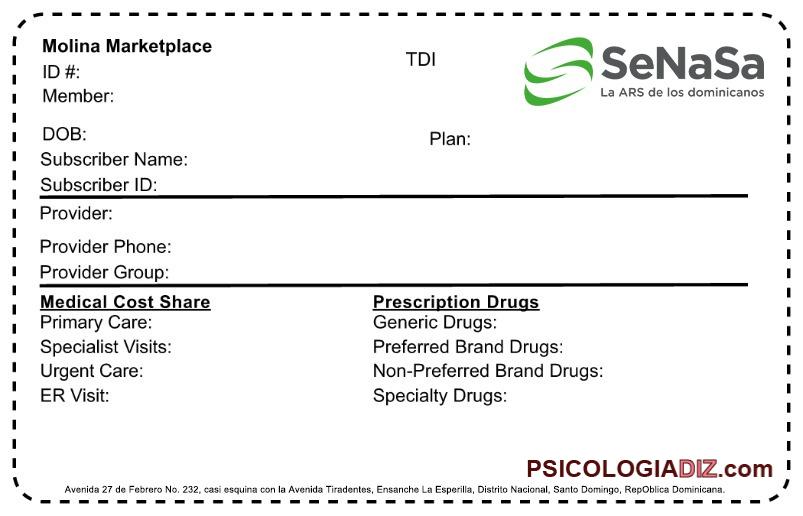 Molina Marketplace
TDI
SeNaSa
La ARS de los dominicanos
ID #:
Member:
DOB:
Plan:
Subscriber Name:
Subscriber ID:
Provider:
Provider Phone:
Provider Group:
Medical Cost Share
Prescription Drugs
Primary Care:
Generic Drugs:
Specialist Visits:
Preferred Brand Drugs:
Urgent Care:
Non-Preferred Brand Drugs:
ER Visit:
Specialty Drugs:
PSICOLOGIADIZ.com
Avenida 27 de Febrero No. 232, casi esquina con la Avenida Tiradentes, Ensanche La Esperilla, Distrito Nacional, Santo Domingo, RepOblica Dominicana.